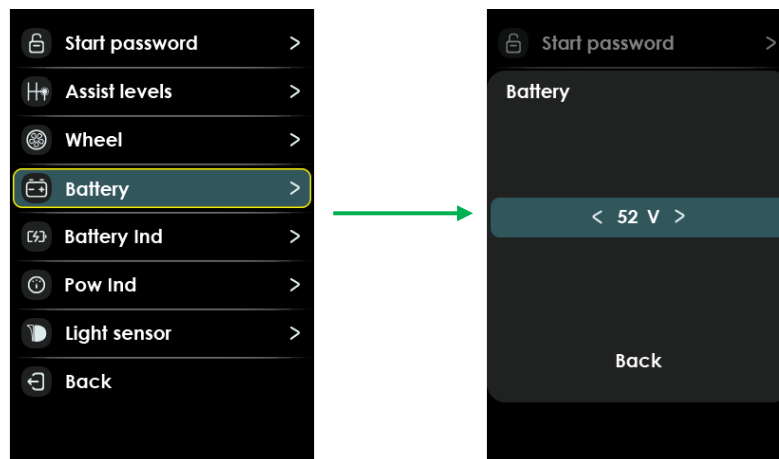 Start password >
Assist levels >
Wheel >
Battery >
Battery Ind >
Pow Ind >
Light sensor >
Back
Start password >
Battery
< 52 V >
Back